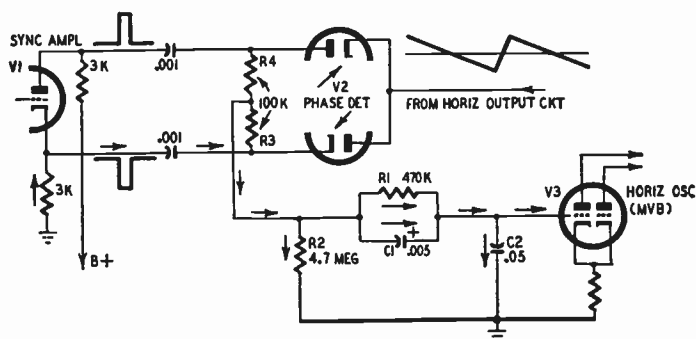 SYNC AMPL
V1
3K
.001
R4
100K
R3
V2
PHASE DET
FROM HORIZ OUTPUT CKT
.001
3K
B+
R1 470K
C1 + .005
R2
4.7 MEG
C2
.05
V3
HORIZ OSC
(MVB)